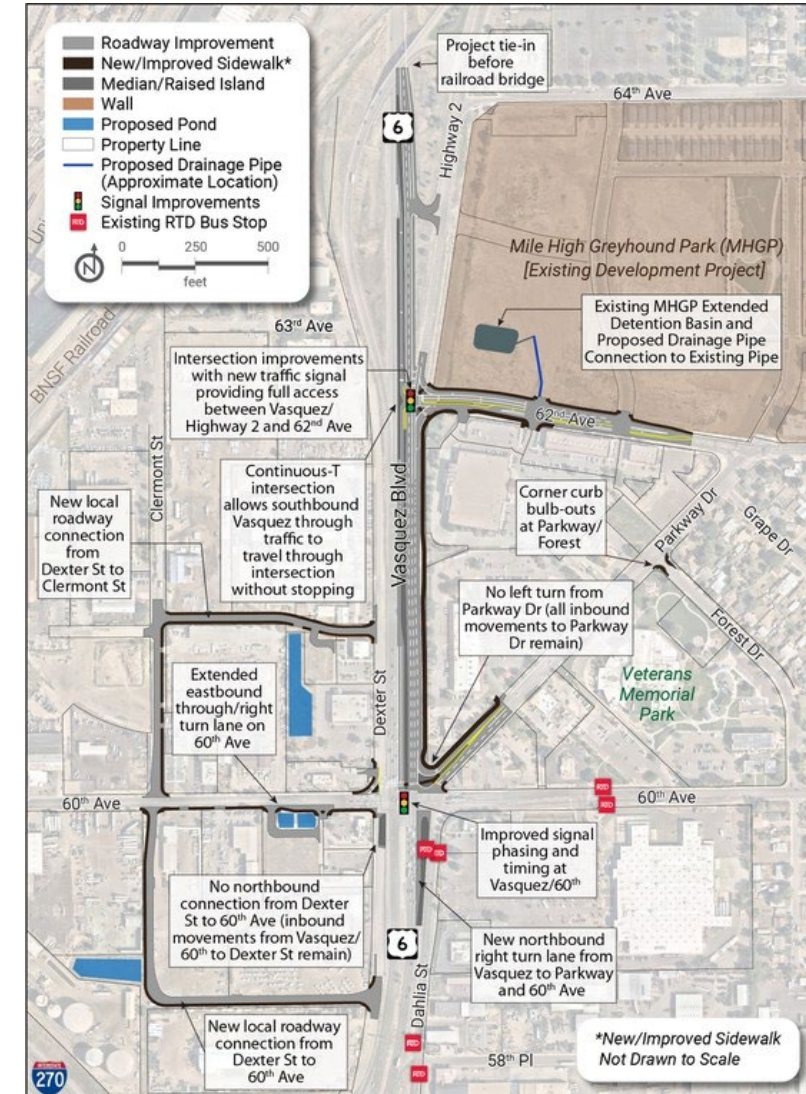 Roadway Improvement
New/Improved Sidewalk*
Median/Raised Island
Wall
Proposed Pond
Property Line
Proposed Drainage Pipe
(Approximate Location)
Signal Improvements
RTD Existing RTD Bus Stop
N
0 250 500
feet
Project tie-in
before
railroad bridge
6
Highway 2
64th Ave
Mile High Greyhound Park (MHGP)
[Existing Development Project]
Existing MHGP Extended
Detention Basin and
Proposed Drainage Pipe
Connection to Existing Pipe
BNSF Railroad
63rd Ave
Intersection improvements
with new traffic signal
providing full access
between Vasquez/
Highway 2 and 62nd Ave
62nd Ave
Clermont St
Continuous-T
intersection
allows southbound
Vasquez through
traffic to
travel through
intersection
without stopping
Vasquez Blvd
New local
roadway
connection
from
Dexter St to
Clermont St
Corner curb
bulb-outs
at Parkway/
Forest
Parkway Dr
Grape Dr
Forest Dr
No left turn from
Parkway Dr (all inbound
movements to Parkway
Dr remain)
Veterans
Memorial
Park
Extended
eastbound
through/right
turn lane on
60th Ave
Dexter St
60th Ave
RTD
60th Ave
RTD
Improved signal
phasing and
timing at
Vasquez/60th
RTD
No northbound
connection from Dexter
St to 60th Ave (inbound
movements from Vasquez/
60th to Dexter St remain)
6
New northbound
right turn lane from
Vasquez to Parkway
and 60th Ave
Dahlia St
New local roadway
connection from
Dexter St to
60th Ave
RTD
58th Pl
RTD
*New/Improved Sidewalk
Not Drawn to Scale
INTERSTATE
270